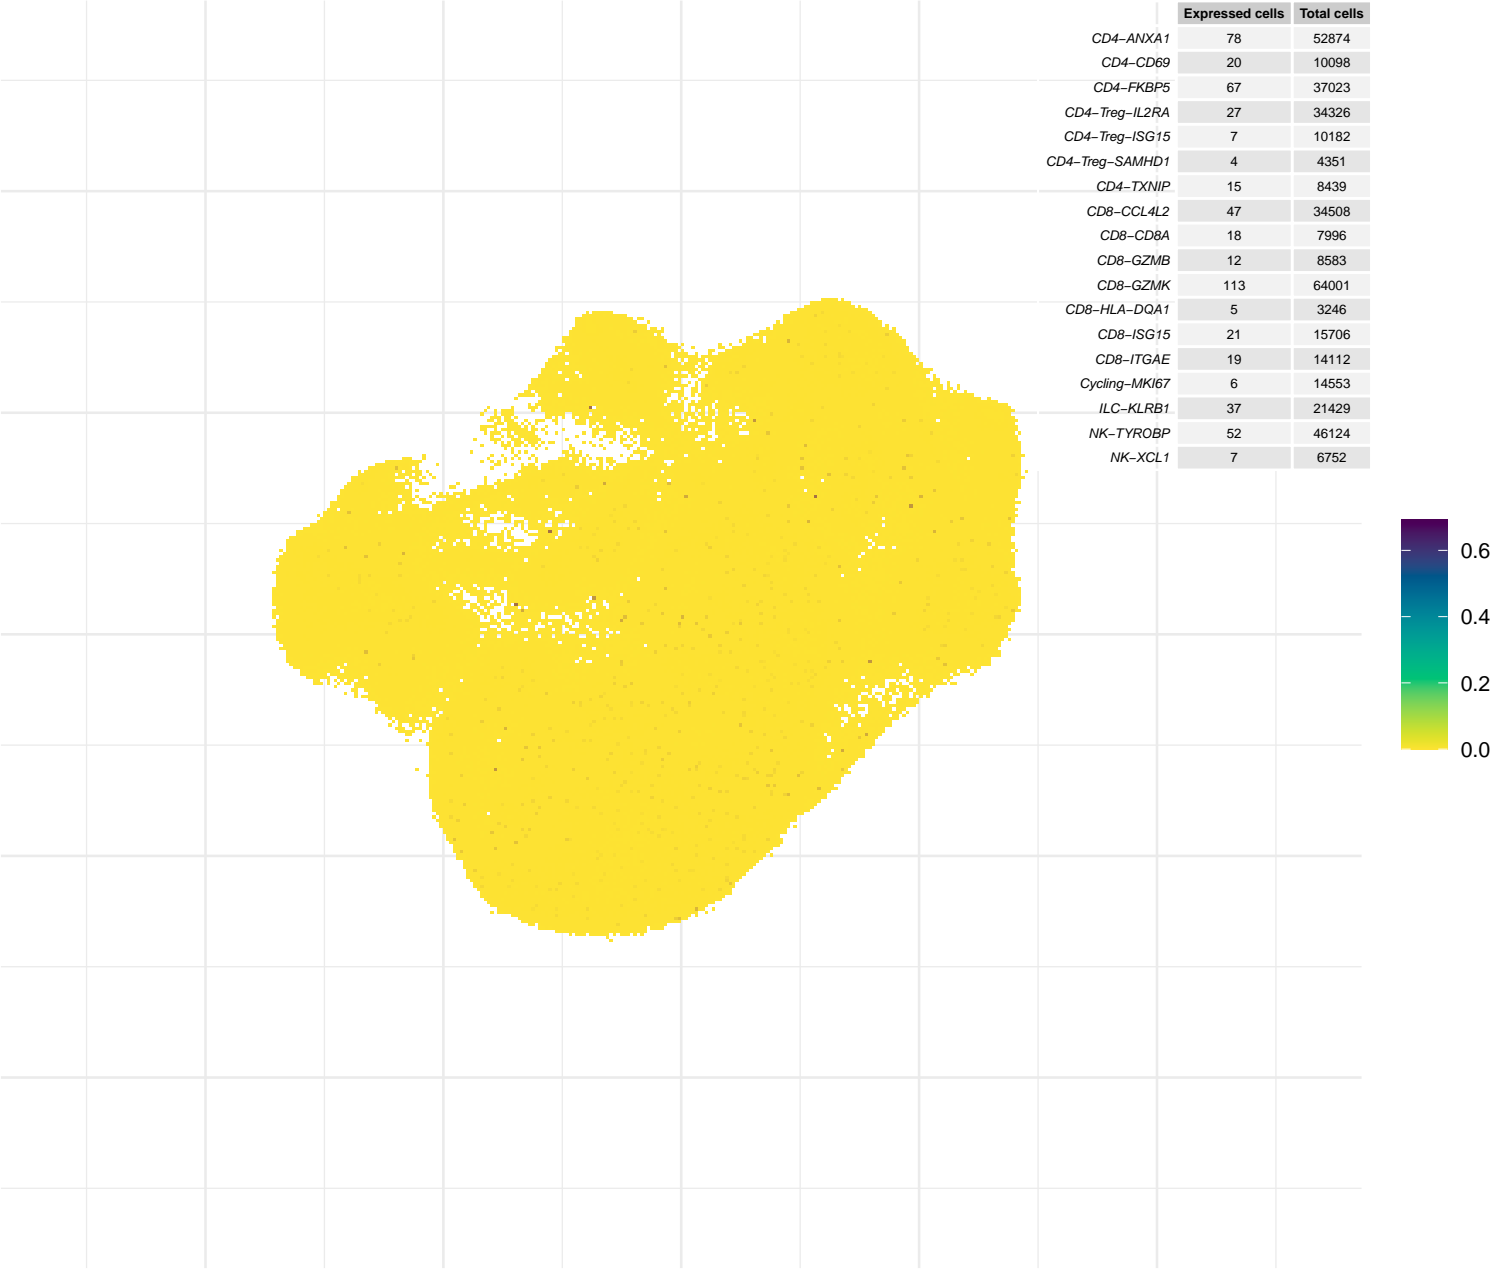 Expressed cells Total cells
CD4−ANXA1 78 52874
CD4−CD69 20 10098
CD4−FKBP5 67 37023
CD4−Treg−IL2RA 27 34326
CD4−Treg−ISG15 7 10182
CD4−Treg−SAMHD1 4 4351
CD4−TXNIP 15 8439
CD8−CCL4L2 47 34508
CD8−CD8A 18 7996
CD8−GZMB 12 8583
CD8−GZMK 113 64001
CD8−HLA−DQA1 5 3246
CD8−ISG15 21 15706
CD8−ITGAE 19 14112
Cycling−MKI67 6 14553
ILC−KLRB1 37 21429
NK−TYROBP 52 46124
NK−XCL1 7 6752
0.6
0.4
0.2
0.0